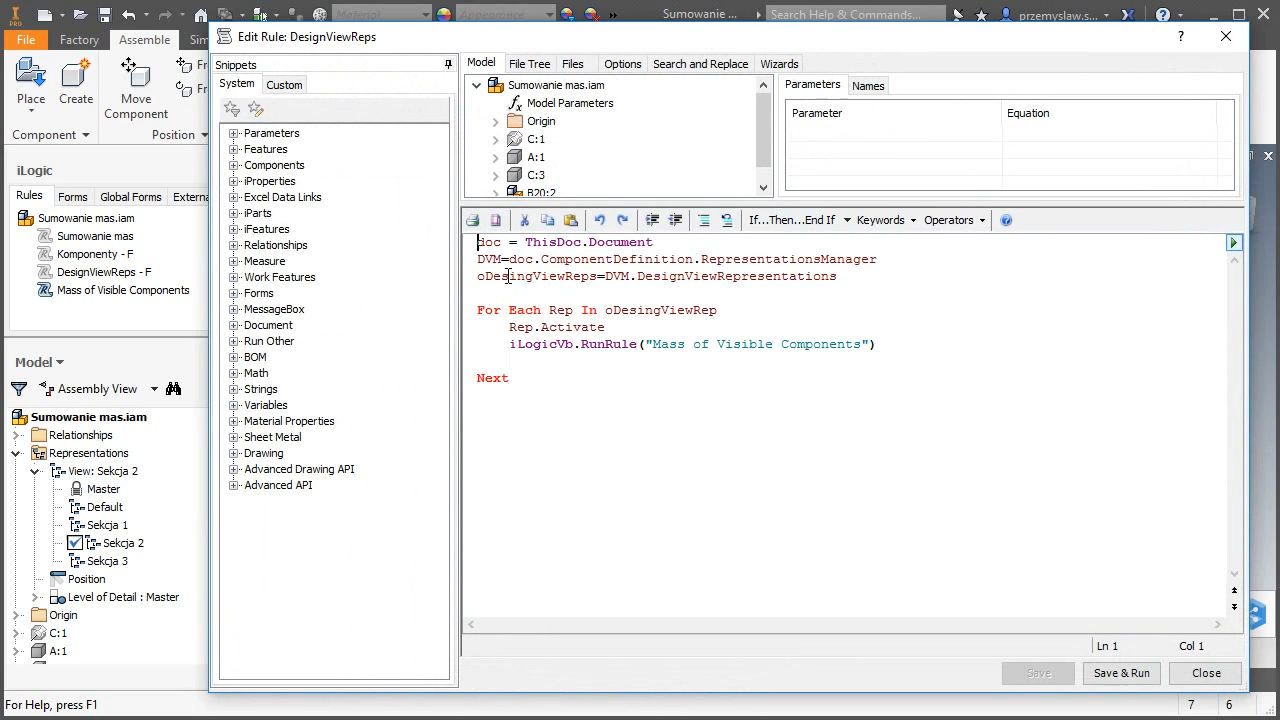 PRO
Material
Appearance
Sumowanie ...
Search Help & Commands...
przemyslaw.s...
File
Factory
Assemble
Place
Create
Move
Component
Component
Position
iLogic
Rules
Forms
Global Forms
Sumowanie mas.iam
Sumowanie mas
Komponenty - F
DesignViewReps - F
Mass of Visible Components
Model
Assembly View
Sumowanie mas.iam
Relationships
Representations
View: Sekcja 2
Master
Default
Sekcja 1
Sekcja 2
Sekcja 3
Position
Level of Detail : Master
Origin
C:1
A:1
For Help, press F1
Edit Rule: DesignViewReps
Snippets
System
Custom
Parameters
Features
Components
iProperties
Excel Data Links
iParts
iFeatures
Relationships
Measure
Work Features
Forms
MessageBox
Document
Run Other
BOM
Math
Strings
Variables
Material Properties
Sheet Metal
Drawing
Advanced Drawing API
Advanced API
Model
File Tree
Files
Options
Search and Replace
Wizards
Sumowanie mas.iam
Model Parameters
Origin
C:1
A:1
C:3
B20:2
Parameters
Names
Parameter
Equation
If...Then...End If
Keywords
Operators
doc = ThisDoc.Document
DVM=doc.ComponentDefinition.RepresentationsManager
oDesingViewReps=DVM.DesignViewRepresentations
For Each Rep In oDesingViewRep
Rep.Activate
iLogicVb.RunRule("Mass of Visible Components")
Next
Ln 1
Col 1
Save
Save & Run
Close
7
6